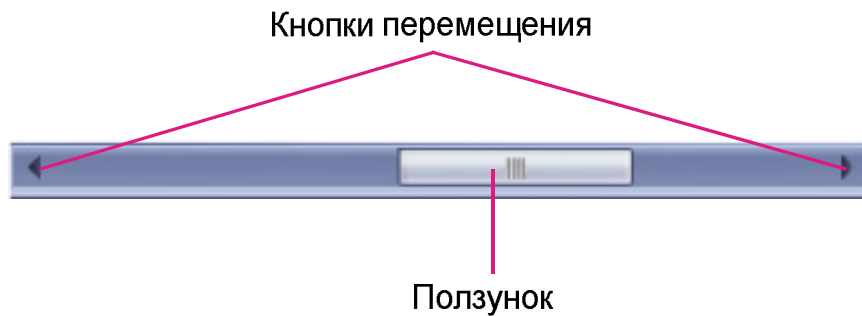 Кнопки перемещения
Ползунок